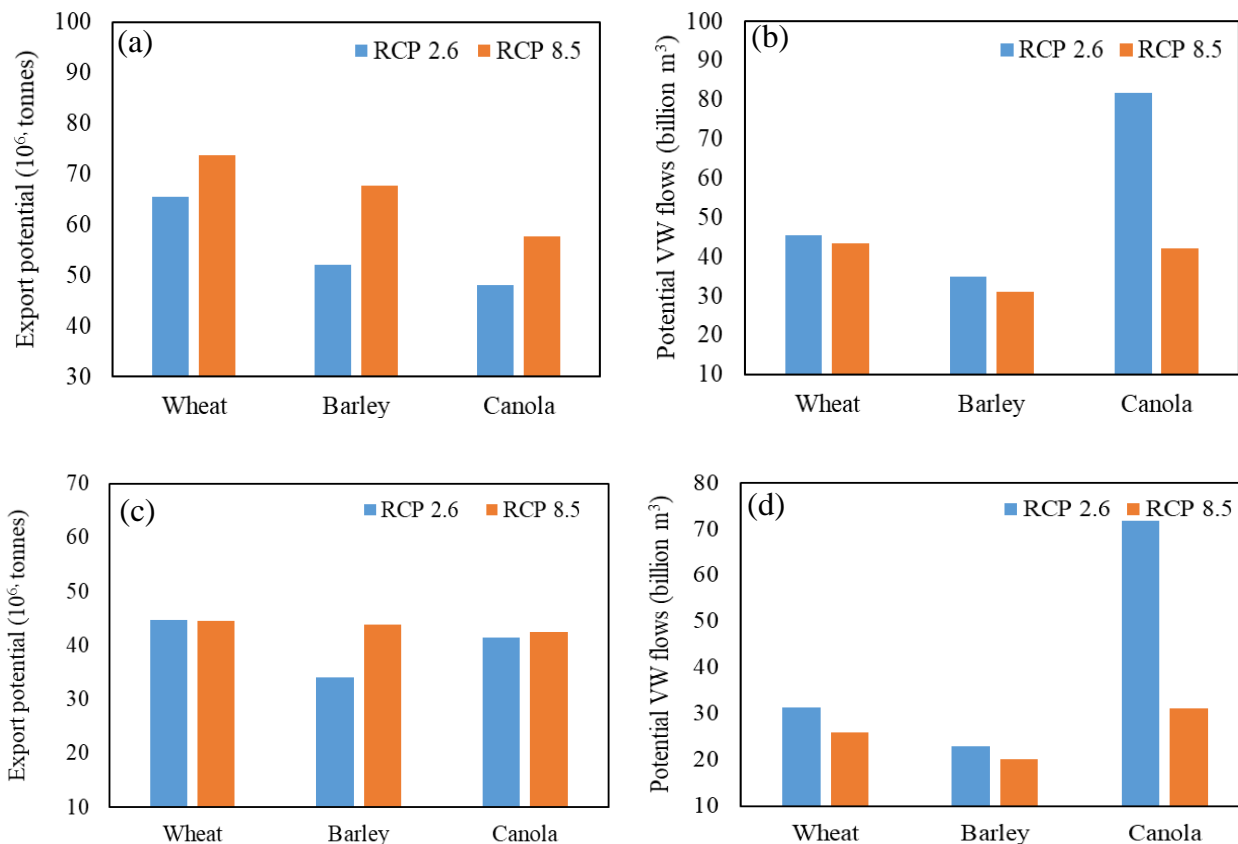 (a)
RCP 2.6 RCP 8.5
Export potential (10⁶, tonnes)
100
90
80
70
60
50
40
30
Wheat Barley Canola
(b)
RCP 2.6 RCP 8.5
Potential VW flows (billion m³)
100
90
80
70
60
50
40
30
20
10
Wheat Barley Canola
(c)
RCP 2.6 RCP 8.5
Export potential (10⁶, tonnes)
70
60
50
40
30
20
10
Wheat Barley Canola
(d)
RCP 2.6 RCP 8.5
Potential VW flows (billion m³)
80
70
60
50
40
30
20
10
Wheat Barley Canola